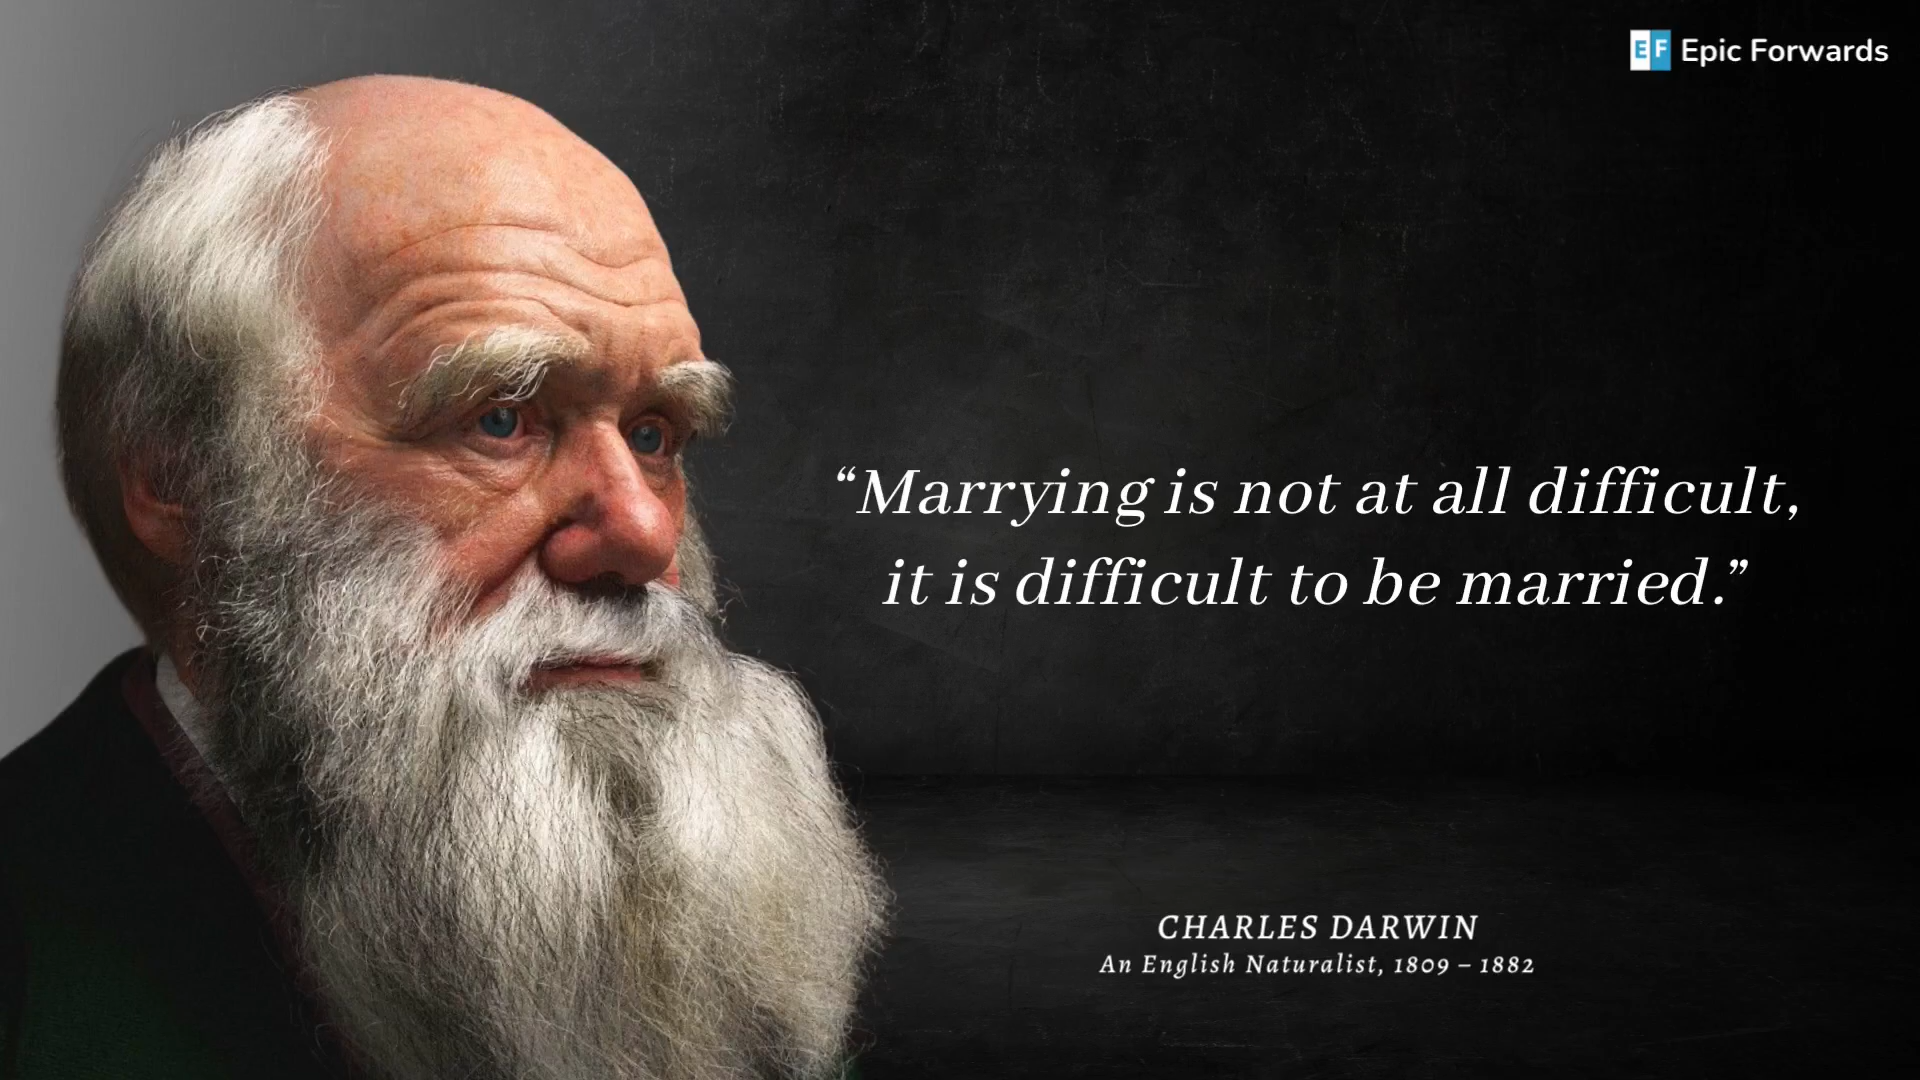 EF Epic Forwards
“Marrying is not at all difficult,
it is difficult to be married.”
CHARLES DARWIN
An English Naturalist, 1809 – 1882